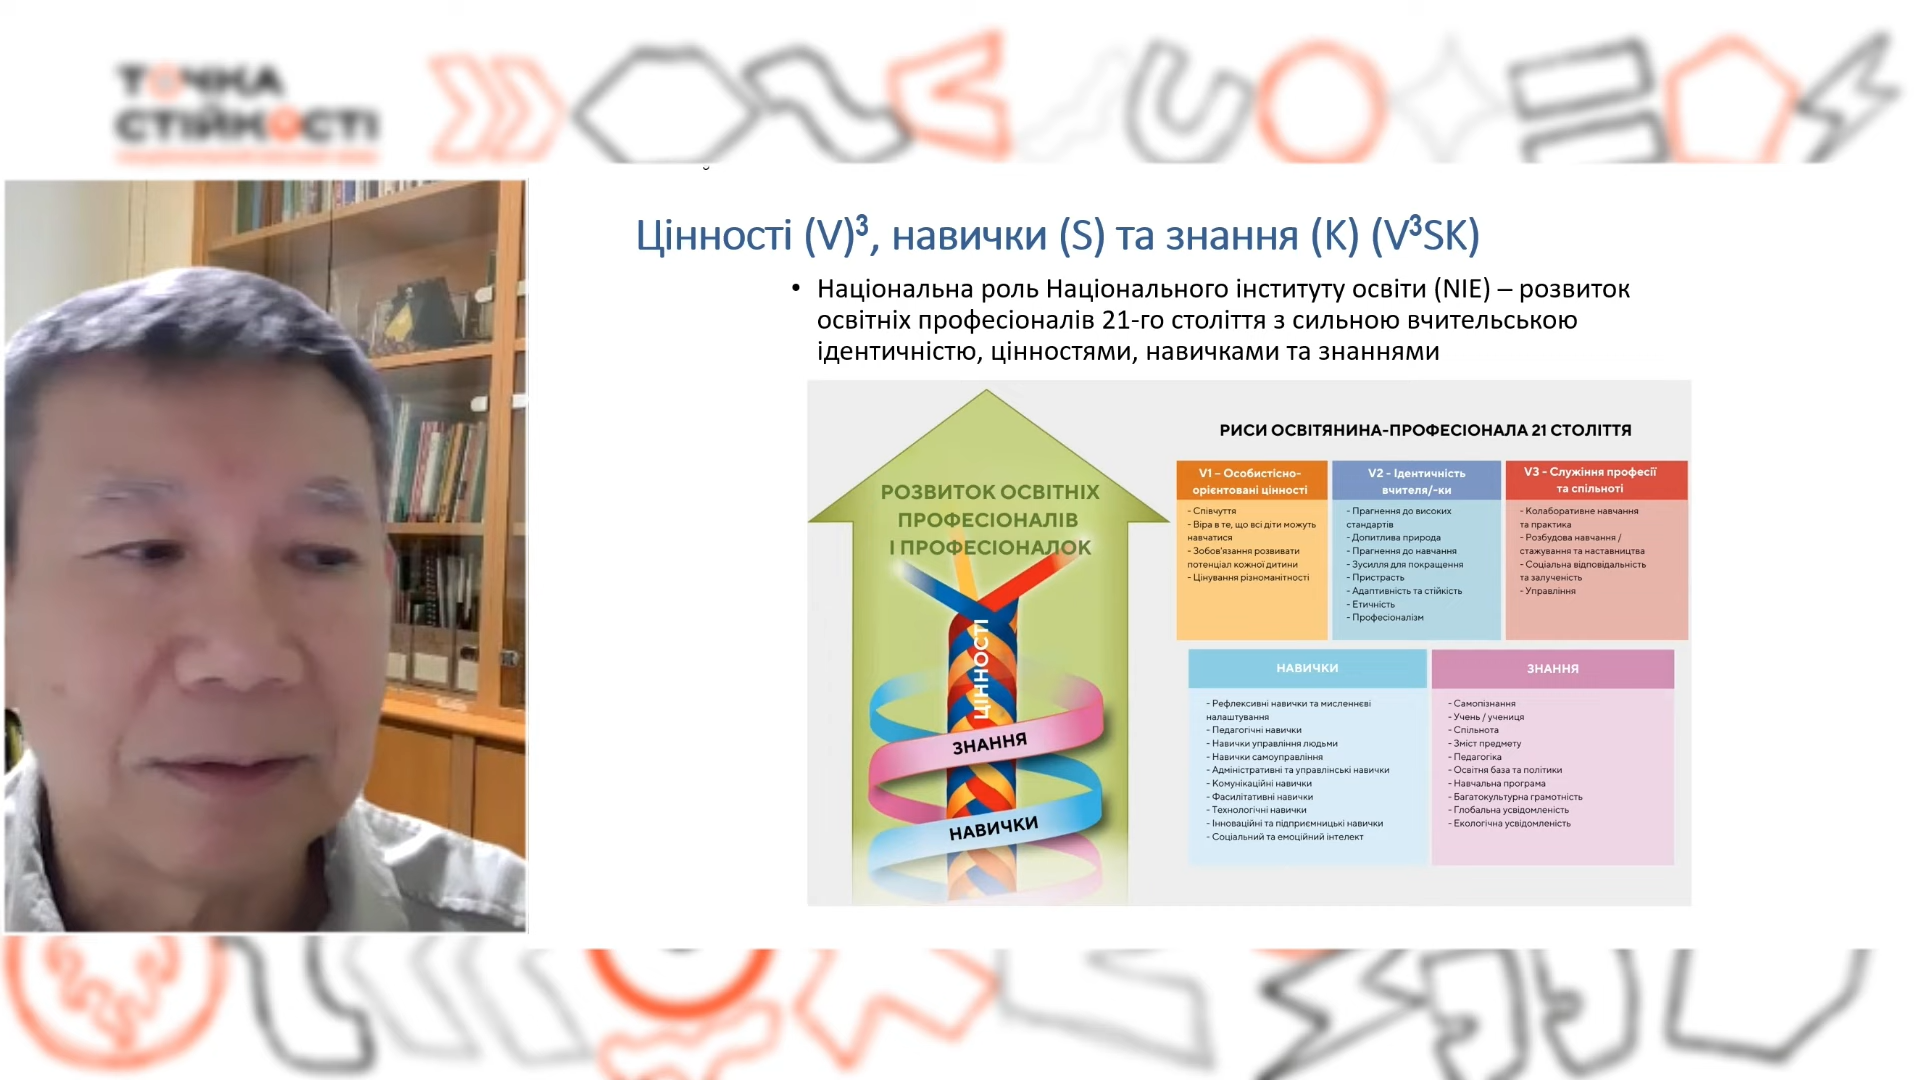 ТОЧКА
СТІЙКОСТІ
Цінності (V)³, навички (S) та знання (K) (V³SK)
• Національна роль Національного інституту освіти (NIE) – розвиток
освітніх професіоналів 21-го століття з сильною вчительською
ідентичністю, цінностями, навичками та знаннями
РОЗВИТОК ОСВІТНІХ
ПРОФЕСІОНАЛІВ
І ПРОФЕСІОНАЛОК
ЦІННОСТІ
ЗНАННЯ
НАВИЧКИ
РИСИ ОСВІТЯНИНА-ПРОФЕСІОНАЛА 21 СТОЛІТТЯ
V1 – Особистісно-
орієнтовані цінності
- Співчуття
- Віра в те, що всі діти можуть
навчатися
- Зобов'язання розвивати
потенціал кожної дитини
- Цінування різноманітності
V2 - Ідентичність
вчителя/-ки
- Прагнення до високих
стандартів
- Допитлива природа
- Прагнення до навчання
- Зусилля для покращення
- Пристрасть
- Адаптивність та стійкість
- Етичність
- Професіоналізм
V3 - Служіння професії
та спільноті
- Колаборативне навчання
та практика
- Розбудова навчання /
стажування та наставництва
- Соціальна відповідальність
та залученість
- Управління
НАВИЧКИ
- Рефлексивні навички та мисленнєві
налаштування
- Педагогічні навички
- Навички управління людьми
- Навички самоуправління
- Адміністративні та управлінські навички
- Комунікаційні навички
- Фасилітативні навички
- Технологічні навички
- Інноваційні та підприємницькі навички
- Соціальний та емоційний інтелект
ЗНАННЯ
- Самопізнання
- Учень / учениця
- Спільнота
- Зміст предмету
- Педагогіка
- Освітня база та політики
- Навчальна програма
- Багатокультурна грамотність
- Глобальна усвідомленість
- Екологічна усвідомленість